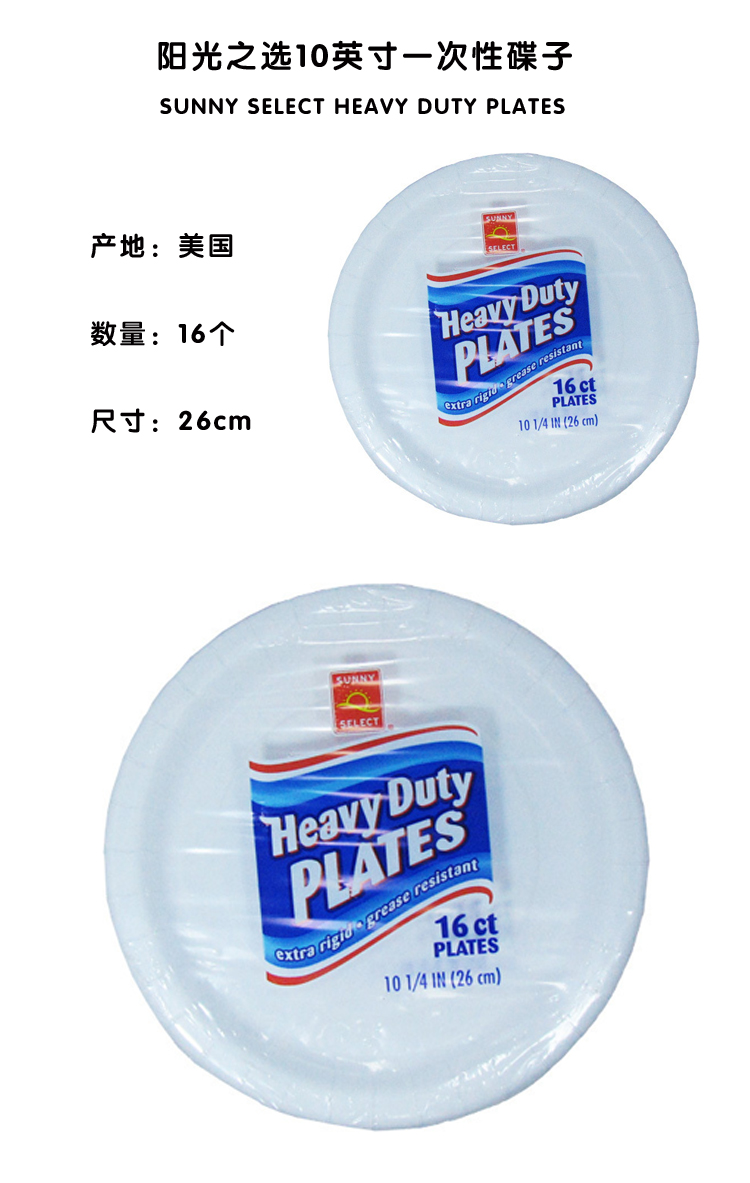 阳光之选10英寸一次性碟子
SUNNY SELECT HEAVY DUTY PLATES
产地：美国
数量：16个
尺寸：26cm
SUNNY
SELECT
Heavy Duty
PLATES
extra rigid • grease resistant
16 ct
PLATES
10 1/4 IN (26 cm)
SUNNY
SELECT
Heavy Duty
PLATES
extra rigid • grease resistant
16 ct
PLATES
10 1/4 IN (26 cm)